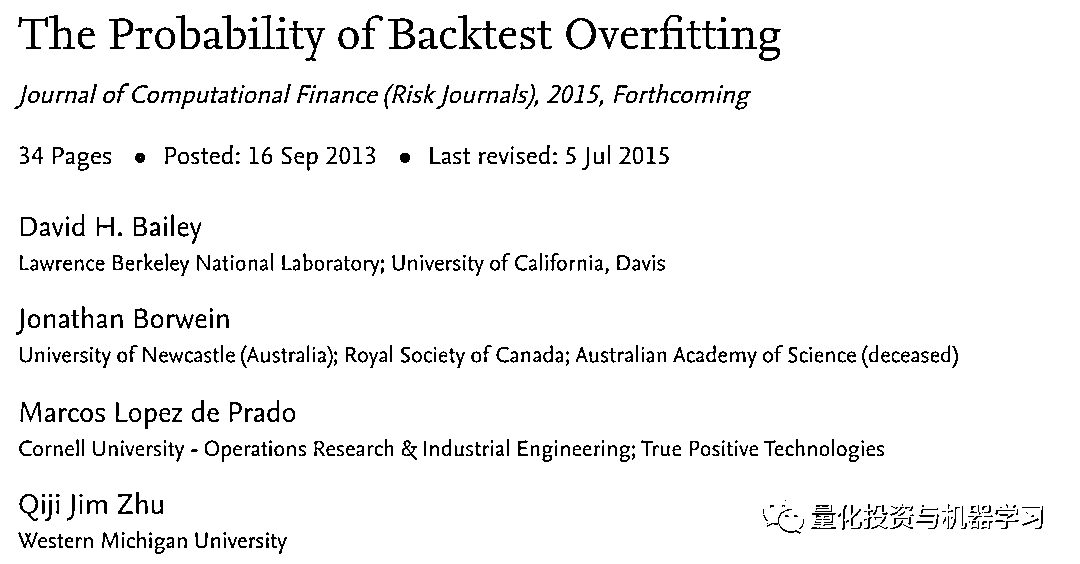 The Probability of Backtest Overfitting
Journal of Computational Finance (Risk Journals), 2015, Forthcoming
34 Pages • Posted: 16 Sep 2013 • Last revised: 5 Jul 2015
David H. Bailey
Lawrence Berkeley National Laboratory; University of California, Davis
Jonathan Borwein
University of Newcastle (Australia); Royal Society of Canada; Australian Academy of Science (deceased)
Marcos Lopez de Prado
Cornell University - Operations Research & Industrial Engineering; True Positive Technologies
Qiji Jim Zhu
Western Michigan University
量化投资与机器学习